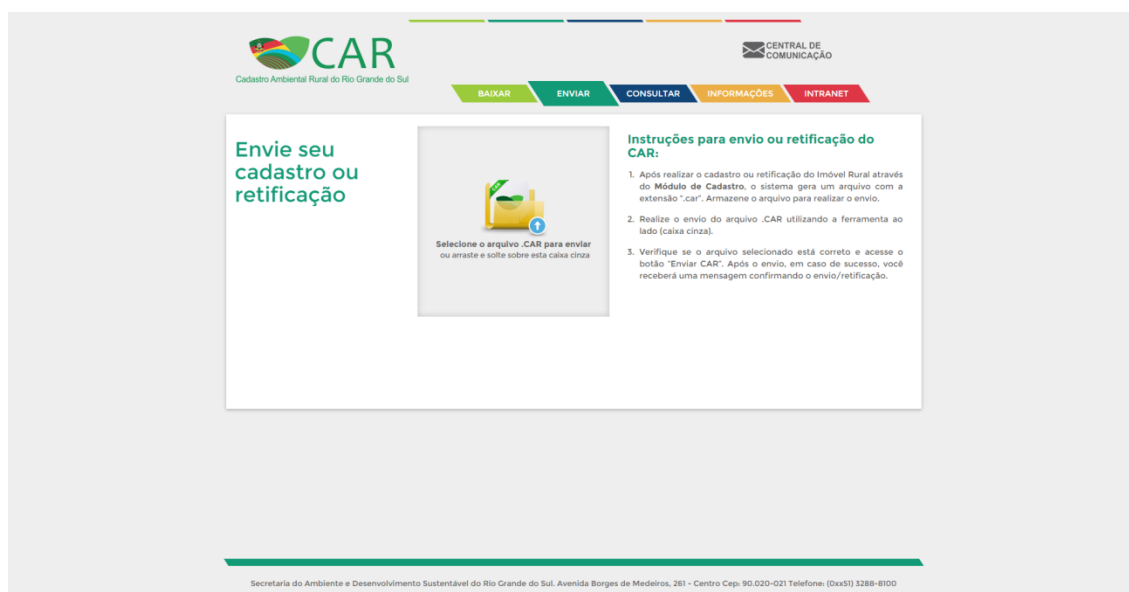 CAR
Cadastro Ambiental Rural do Rio Grande do Sul
CENTRAL DE
COMUNICAÇÃO
BAIXAR
ENVIAR
CONSULTAR
INFORMAÇÕES
INTRANET
Envie seu
cadastro ou
retificação
CAR
Selecione o arquivo .CAR para enviar
ou arraste e solte sobre esta caixa cinza
Instruções para envio ou retificação do
CAR:
1. Após realizar o cadastro ou retificação do Imóvel Rural através
do Módulo de Cadastro, o sistema gera um arquivo com a
extensão ".car". Armazene o arquivo para realizar o envio.
2. Realize o envio do arquivo .CAR utilizando a ferramenta ao
lado (caixa cinza).
3. Verifique se o arquivo selecionado está correto e acesse o
botão "Enviar CAR". Após o envio, em caso de sucesso, você
receberá uma mensagem confirmando o envio/retificação.
Secretaria do Ambiente e Desenvolvimento Sustentável do Rio Grande do Sul. Avenida Borges de Medeiros, 261 - Centro Cep: 90.020-021 Telefone: (0xx51) 3288-8100